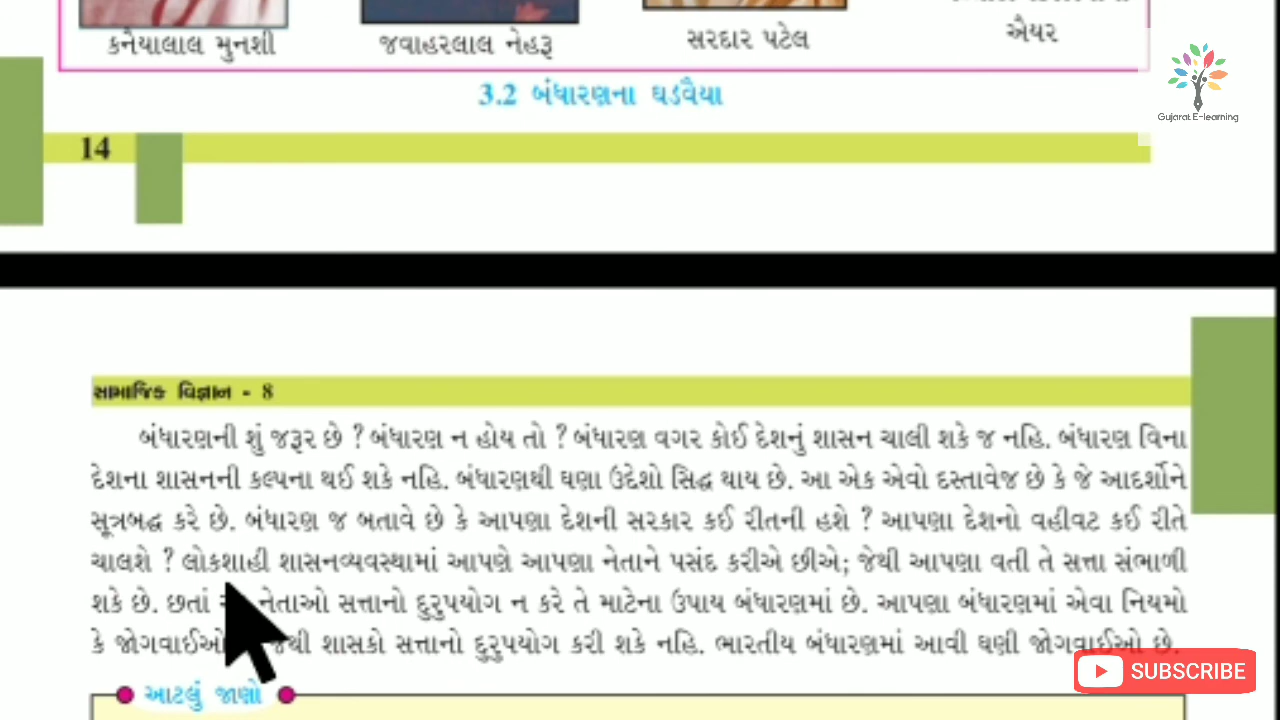 કનૈયાલાલ મુનશી
જવાહરલાલ નેહરૂ
સરદાર પટેલ
ઐયર
3.2 બંધારણના ઘડવૈયા
Gujarat E-learning
14
સામાજિક વિજ્ઞાન - 8
બંધારણની શું જરૂર છે ? બંધારણ ન હોય તો ? બંધારણ વગર કોઈ દેશનું શાસન ચાલી શકે જ નહિ. બંધારણ વિના
દેશના શાસનની કલ્પના થઈ શકે નહિ. બંધારણથી ઘણા ઉદ્દેશો સિદ્ધ થાય છે. આ એક એવો દસ્તાવેજ છે કે જે આદર્શોને
સૂત્રબદ્ધ કરે છે. બંધારણ જ બતાવે છે કે આપણા દેશની સરકાર કઈ રીતની હશે ? આપણા દેશનો વહીવટ કઈ રીતે
ચાલશે ? લોકશાહી શાસનવ્યવસ્થામાં આપણે આપણા નેતાને પસંદ કરીએ છીએ; જેથી આપણા વતી તે સત્તા સંભાળી
શકે છે. છતાં નેતાઓ સત્તાનો દુરુપયોગ ન કરે તે માટેના ઉપાય બંધારણમાં છે. આપણા બંધારણમાં એવા નિયમો
કે જોગવાઈઓ જેથી શાસકો સત્તાનો દુરુપયોગ કરી શકે નહિ. ભારતીય બંધારણમાં આવી ઘણી જોગવાઈઓ છે.
SUBSCRIBE
આટલું જાણો